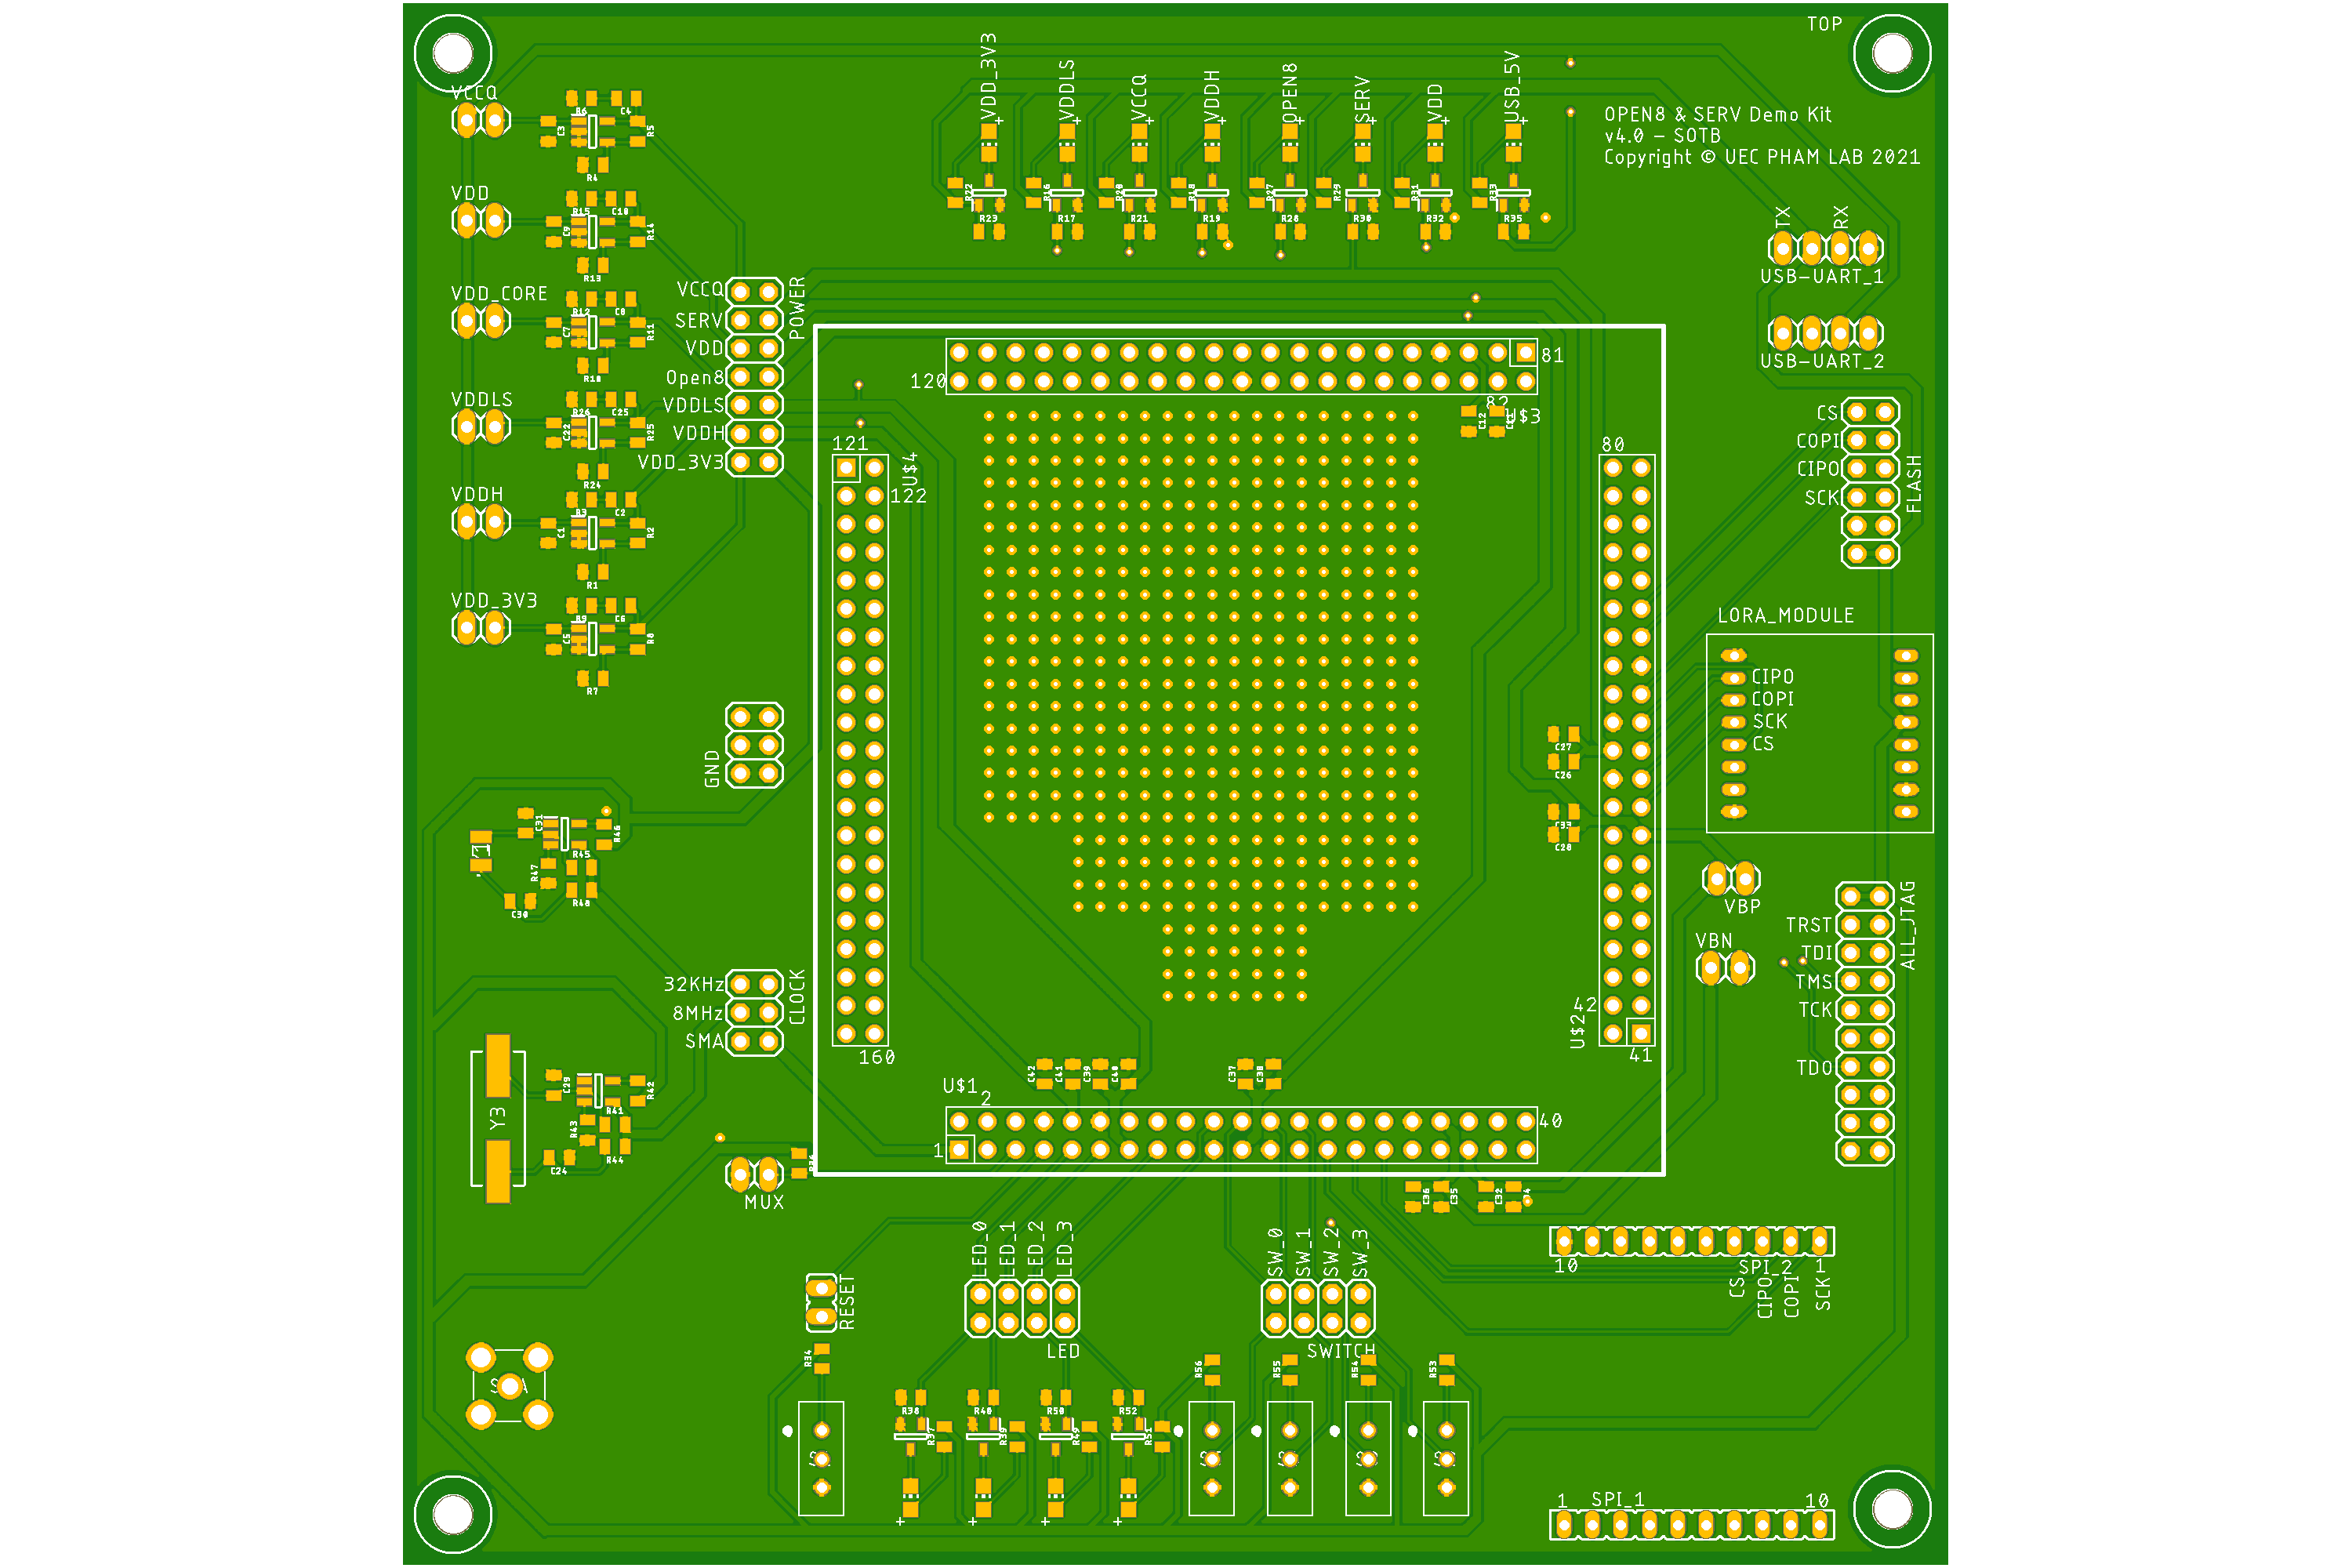 TOP
OPEN8 & SERV Demo Kit
v4.0 - SOTB
Copyright © UEC PHAM LAB 2021
VDD_3V3
VDDLS
VCCQ
VDDH
OPEN8
SERV
VDD
USB_5V
+
+
+
+
+
+
+
+
R22
R16
R20
R18
R27
R29
R31
R33
R23
R17
R21
R19
R28
R30
R32
R35
VCCQ
R6
C4
C3
R5
R4
VDD
R15
C10
C9
R14
R13
VDD_CORE
R12
C8
C7
R11
R10
VDDLS
R26
C25
C22
R25
R24
VDDH
R3
C2
C1
R2
R1
VDD_3V3
R9
C6
C5
R8
R7
VCCQ
SERV
VDD
Open8
VDDLS
VDDH
VDD_3V3
POWER
TX
RX
USB-UART_1
USB-UART_2
CS
COPI
CIPO
SCK
FLASH
120
81
82
U$3
C12
121
122
U$4
160
80
42
41
U$2
LORA_MODULE
CIPO
COPI
SCK
CS
C27
C26
C33
C28
GND
C31
R46
R45
R47
R48
C30
VBP
VBN
TRST
TDI
TMS
TCK
TDO
ALL_JTAG
32KHz
8MHz
SMA
CLOCK
Y3
C29
R42
R41
R43
R44
C24
C42
C41
C39
C40
C37
C38
U$1
2
1
40
MUX
C36
C35
C32
LED_0
LED_1
LED_2
LED_3
LED
SW_0
SW_1
SW_2
SW_3
SWITCH
RESET
R34
10
SPI_2
1
CS
CIPO
COPI
SCK
R56
R55
R54
R53
R38
R40
R50
R52
R37
R39
R49
R51
+
+
+
+
1
SPI_1
10